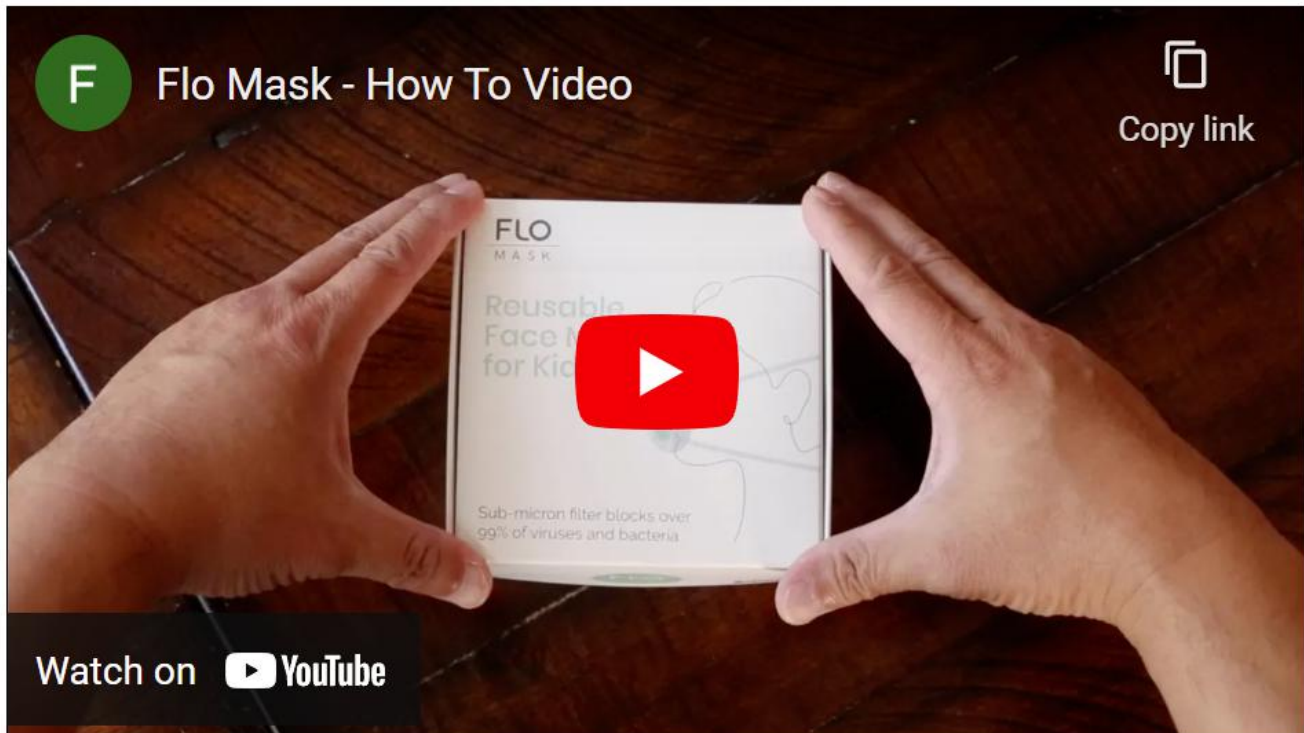 F
Flo Mask - How To Video
Copy link
FLO
MASK
Reusable
Face
for
Sub-micron filter blocks over
99% of viruses and bacteria
Watch on YouTube